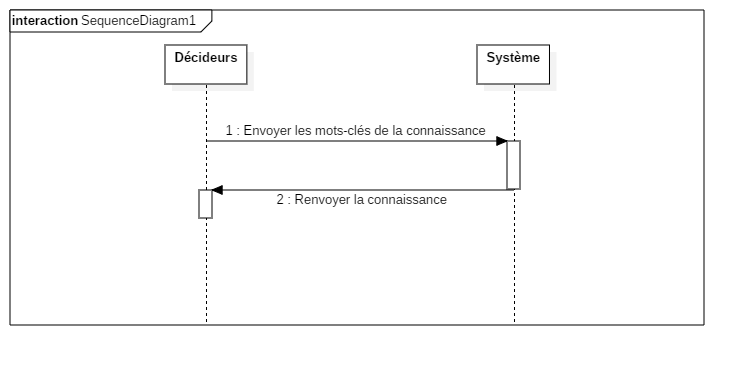 interaction SequenceDiagram1
Décideurs
Système
1 : Envoyer les mots-clés de la connaissance
2 : Renvoyer la connaissance